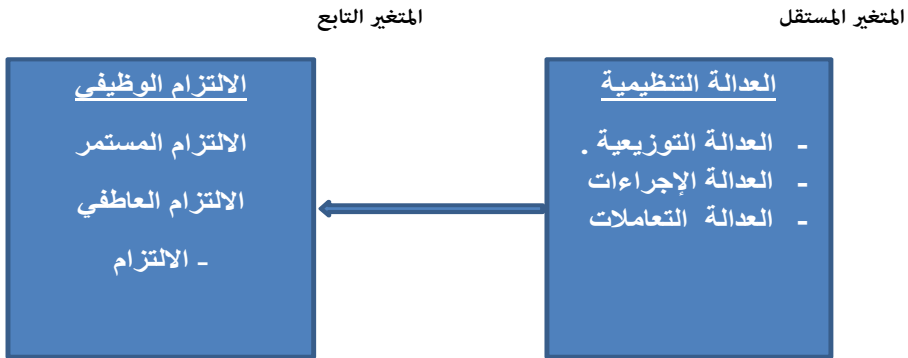 المتغير المستقل
المتغير التابع
العدالة التنظيمية
- العدالة التوزيعية .
- العدالة الإجراءات
- العدالة التعاملات
الالتزام الوظيفي
الالتزام المستمر
الالتزام العاطفي
- الالتزام